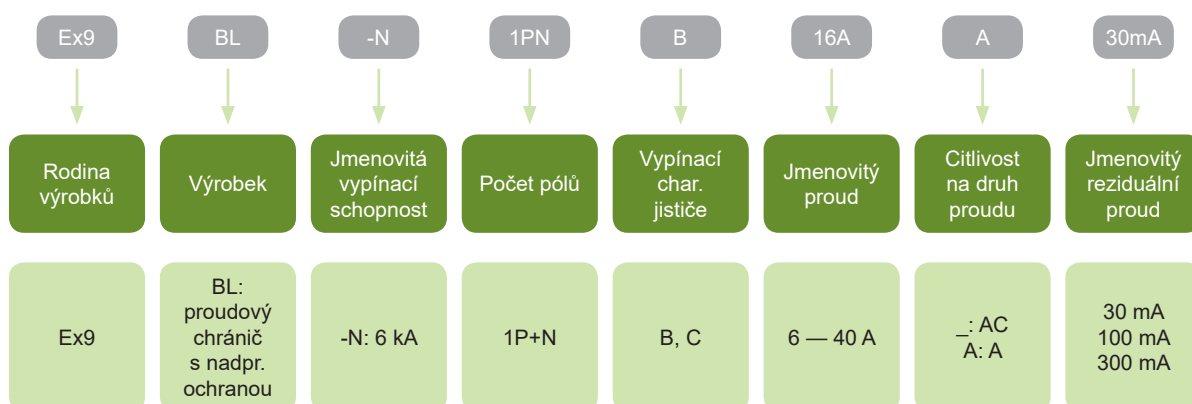 Ex9
BL
-N
1PN
B
16A
A
30mA
Rodina
výrobků
Výrobek
Jmenovitá
vypínací
schopnost
Počet pólů
Vypínací
char.
jističe
Jmenovitý
proud
Citlivost
na druh
proudu
Jmenovitý
reziduální
proud
Ex9
BL:
proudový
chránič
s nadpr.
ochranou
-N: 6 kA
1P+N
B, C
6 — 40 A
_: AC
A: A
30 mA
100 mA
300 mA